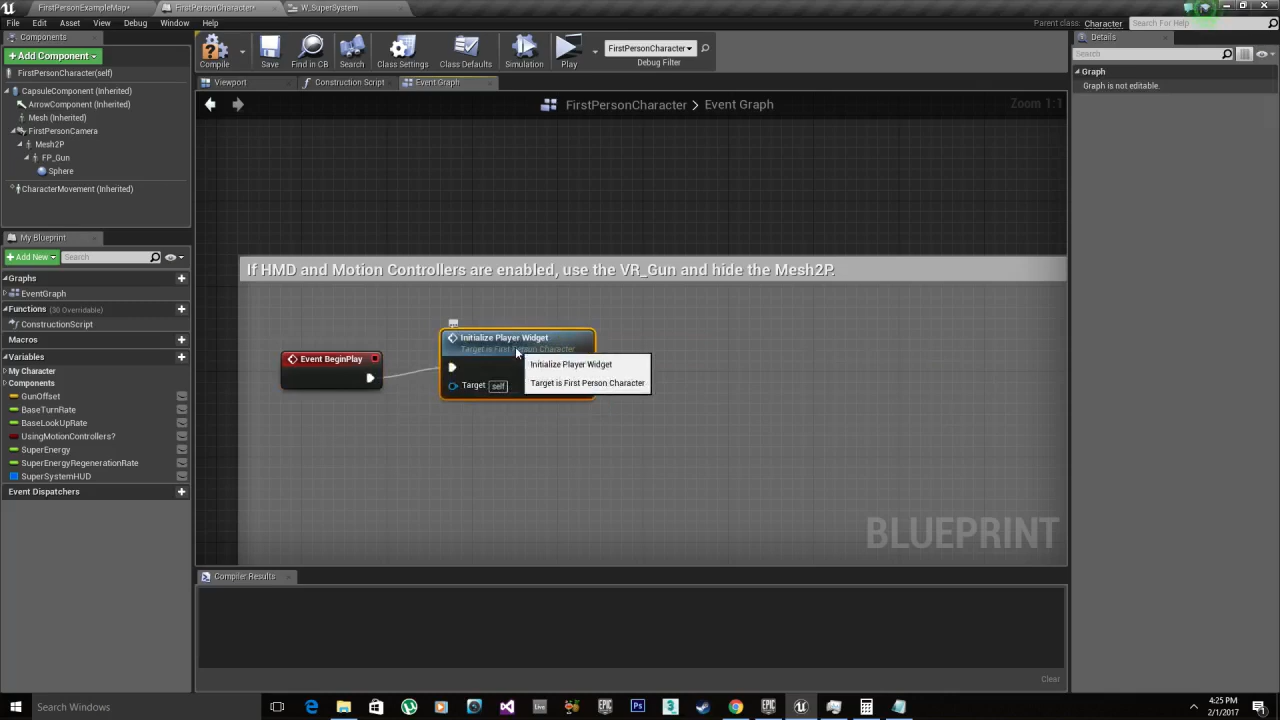 FirstPersonExampleMap*
FirstPersonCharacter*
W_SuperSystem
File Edit Asset View Debug Window Help
Parent class: Character
Search For Help
Components
+Add Component
FirstPersonCharacter(self)
CapsuleComponent (Inherited)
ArrowComponent (Inherited)
Mesh (Inherited)
FirstPersonCamera
Mesh2P
FP_Gun
Sphere
CharacterMovement (Inherited)
Compile Save Find in CB Search Class Settings Class Defaults Simulation Play
FirstPersonCharacter
Debug Filter
Viewport Construction Script Event Graph
FirstPersonCharacter > Event Graph
Zoom 1:1
My Blueprint
+Add New
Search
Graphs
EventGraph
Functions (30 Overridable)
ConstructionScript
Macros
Variables
My Character
Components
GunOffset
BaseTurnRate
BaseLookUpRate
UsingMotionControllers?
SuperEnergy
SuperEnergyRegenerationRate
SuperSystemHUD
Event Dispatchers
If HMD and Motion Controllers are enabled, use the VR_Gun and hide the Mesh2P.
Event BeginPlay
Initialize Player Widget
Target is First Person Character
Target self
Initialize Player Widget
Target is First Person Character
BLUEPRINT
Compiler Results
Clear
Details
Search
Graph
Graph is not editable.
Search Windows
4:25 PM
2/1/2017